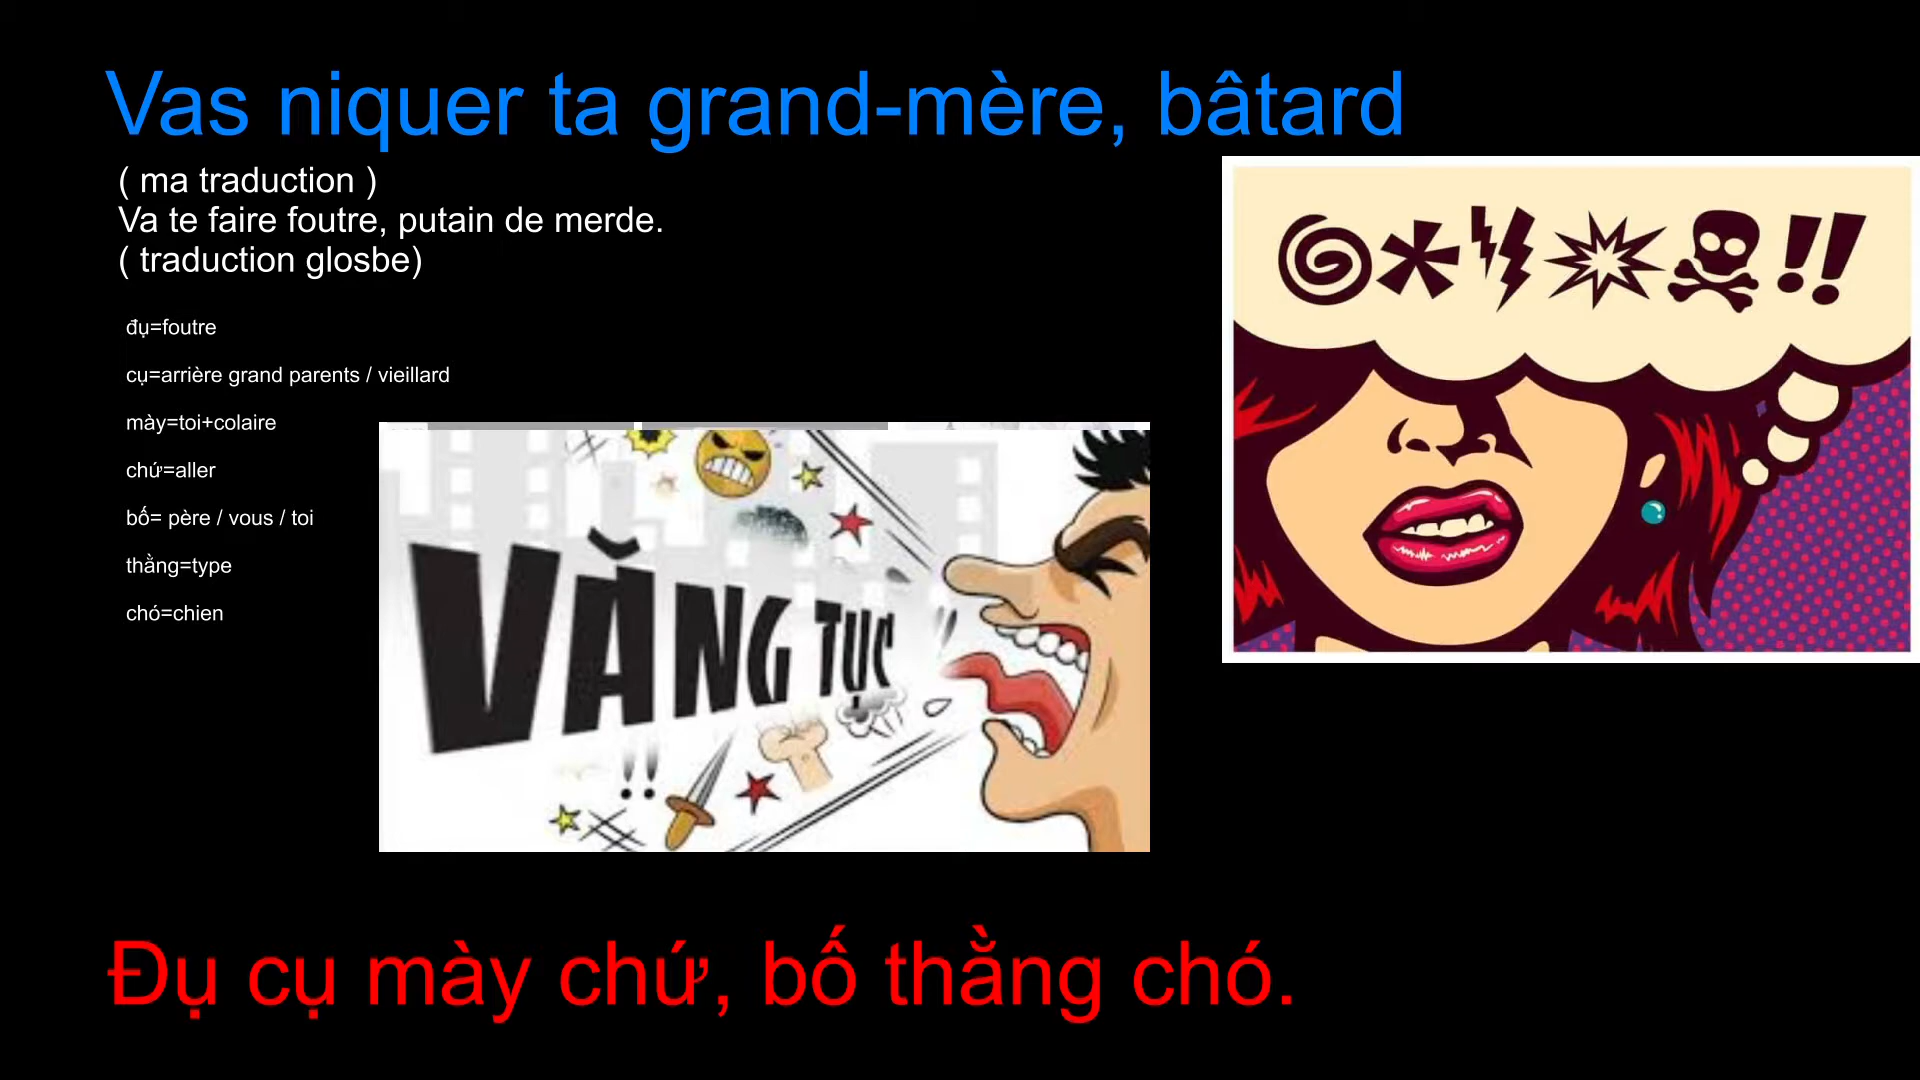 Vas niquer ta grand-mère, bâtard
( ma traduction )
Va te faire foutre, putain de merde.
( traduction glosbe)
đụ=foutre
cụ=arrière grand parents / vieillard
mày=toi+colaire
chứ=aller
bố= père / vous / toi
thằng=type
chó=chien
@*!!
VĂNG TỤC
!!
Đụ cụ mày chứ, bố thằng chó.